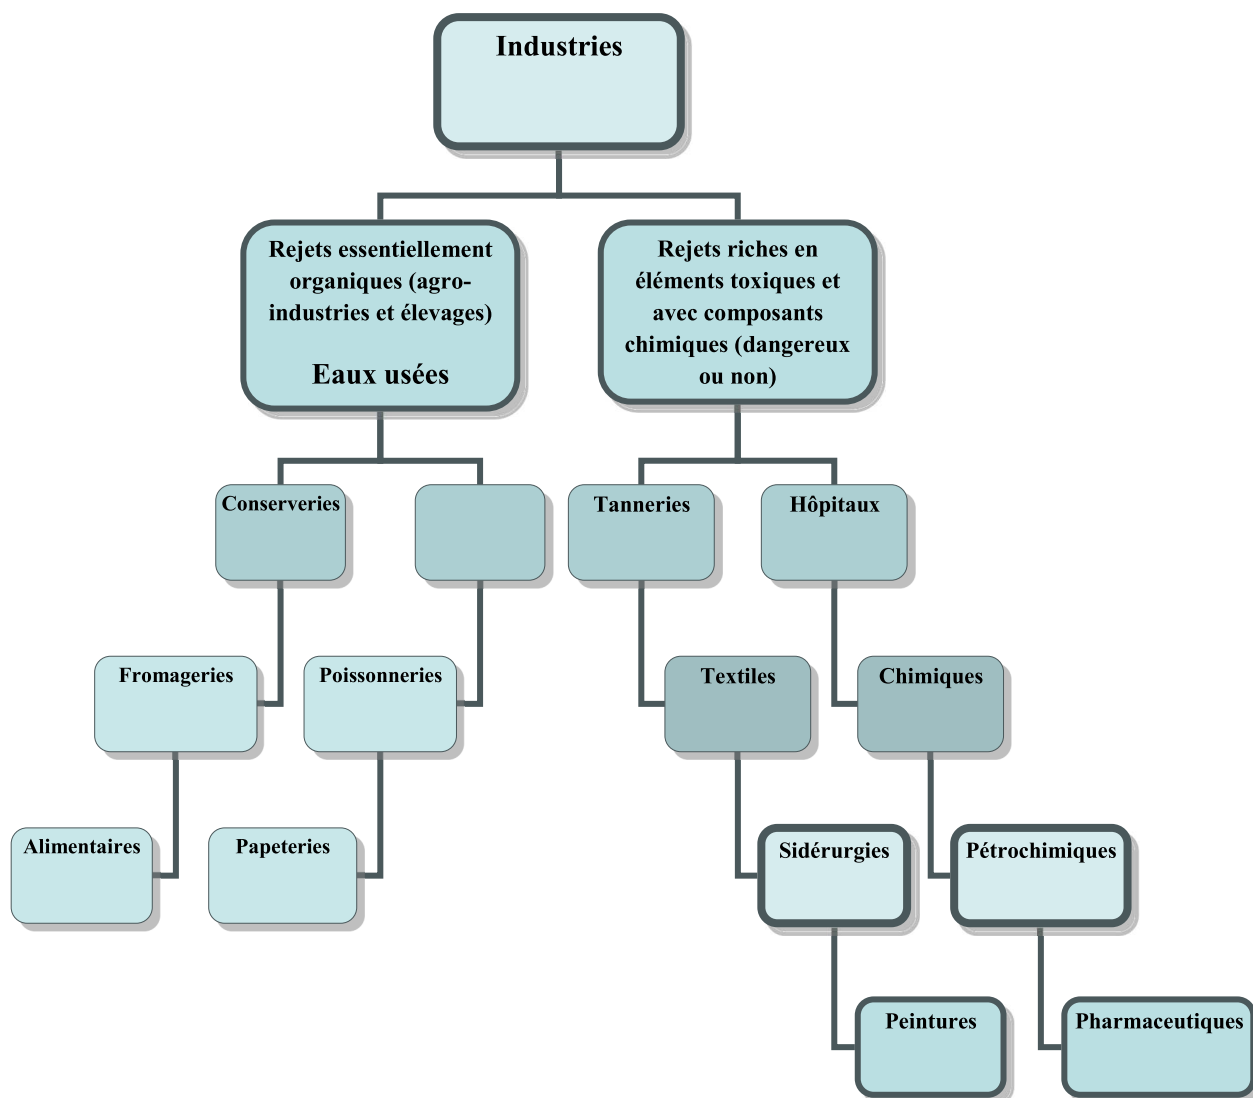 Industries
Rejets essentiellement
organiques (agro-
industries et élevages)
Eaux usées
Rejets riches en
éléments toxiques et
avec composants
chimiques (dangereux
ou non)
Conserveries
Tanneries
Hôpitaux
Fromageries
Poissonneries
Textiles
Chimiques
Alimentaires
Papeteries
Sidérurgies
Pétrochimiques
Peintures
Pharmaceutiques